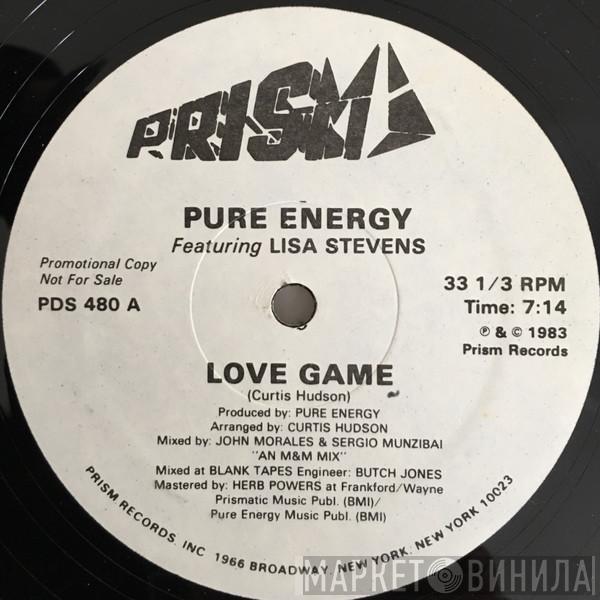 PRISM
PURE ENERGY
Featuring LISA STEVENS
Promotional Copy
Not For Sale
PDS 480 A
33 1/3 RPM
Time: 7:14
℗ & © 1983
Prism Records
LOVE GAME
(Curtis Hudson)
Produced by: PURE ENERGY
Arranged by: CURTIS HUDSON
Mixed by: JOHN MORALES & SERGIO MUNZIBAI
"AN M&M MIX"
Mixed at BLANK TAPES Engineer: BUTCH JONES
Mastered by: HERB POWERS at Frankford/Wayne
Prismatic Music Publ. (BMI)/
Pure Energy Music Publ. (BMI)
PRISM RECORDS, INC 1966 BROADWAY, NEW YORK, NEW YORK 10023
МАРКЕТ ВИНИЛА